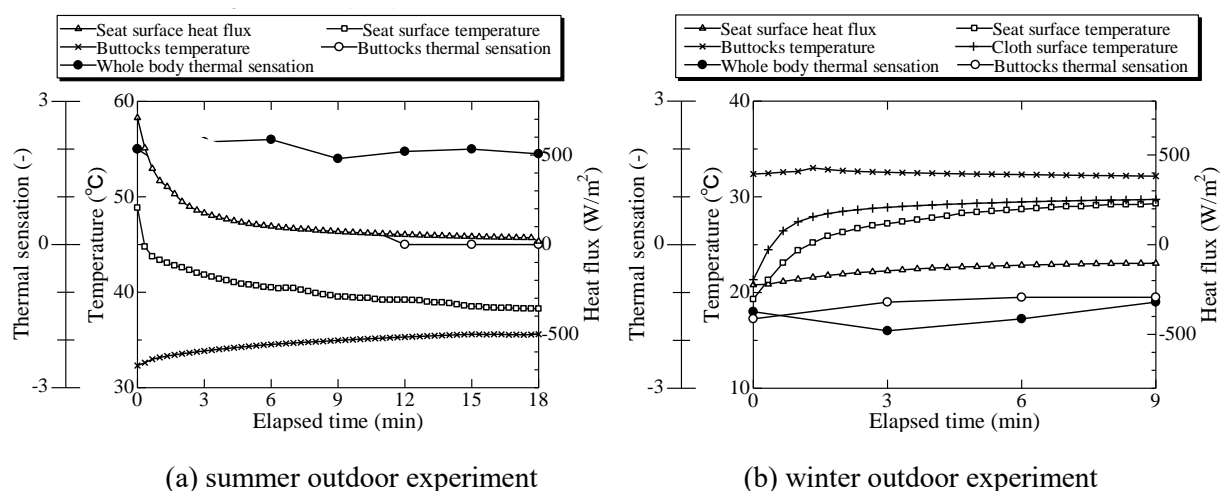 Seat surface heat flux Seat surface temperature
Buttocks temperature Buttocks thermal sensation
Whole body thermal sensation
Seat surface heat flux Seat surface temperature
Buttocks temperature Cloth surface temperature
Whole body thermal sensation Buttocks thermal sensation
Thermal sensation (-)
3
0
-3
Temperature (℃)
60
50
40
30
Heat flux (W/m²)
500
0
-500
0 3 6 9 12 15 18
Elapsed time (min)
(a) summer outdoor experiment
Thermal sensation (-)
3
0
-3
Temperature (℃)
40
30
20
10
Heat flux (W/m²)
500
0
-500
0 3 6 9
Elapsed time (min)
(b) winter outdoor experiment